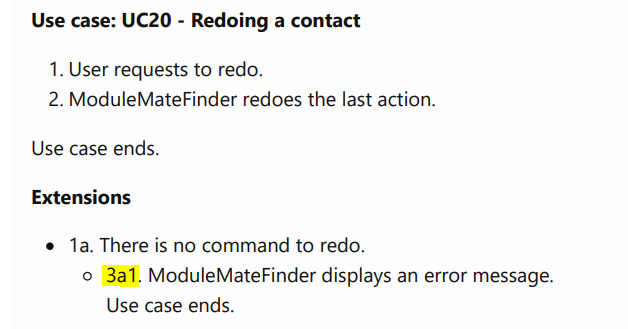 Use case: UC20 - Redoing a contact
1. User requests to redo.
2. ModuleMateFinder redoes the last action.
Use case ends.
Extensions
• 1a. There is no command to redo.
○ 3a1. ModuleMateFinder displays an error message.
Use case ends.